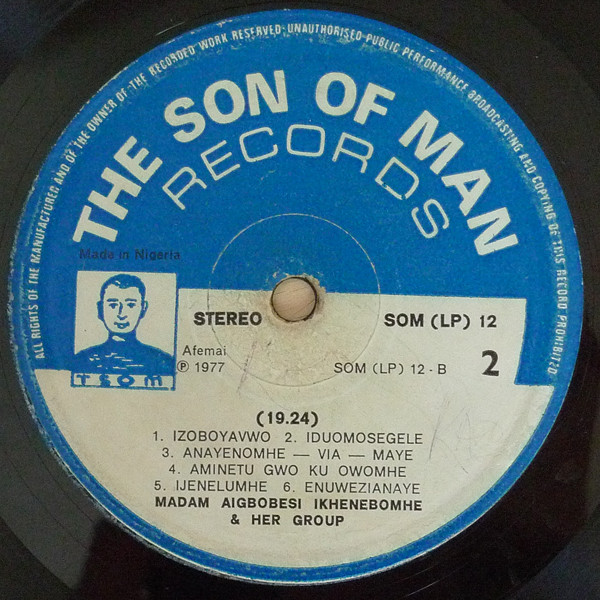 ALL RIGHTS OF THE MANUFACTURER AND OF THE OWNER OF THE RECORDED WORK RESERVED UNAUTHORISED PUBLIC PERFORMANCE BROADCASTING AND COPYING OF THIS RECORD PROHIBITED
THE SON OF MAN
RECORDS
Made in Nigeria
TSOM
STEREO SOM (LP) 12
Afemai
℗ 1977 SOM (LP) 12-B 2
(19.24)
1. IZOBOYAVWO 2. IDUOMOSEGELE
3. ANAYENOMHE — VIA — MAYE
4. AMINETU GWO KU OWOMHE
5. IJENELUMHE 6. ENUWEZIANAYE
MADAM AIGBOBESI IKHENEBOMHE
& HER GROUP